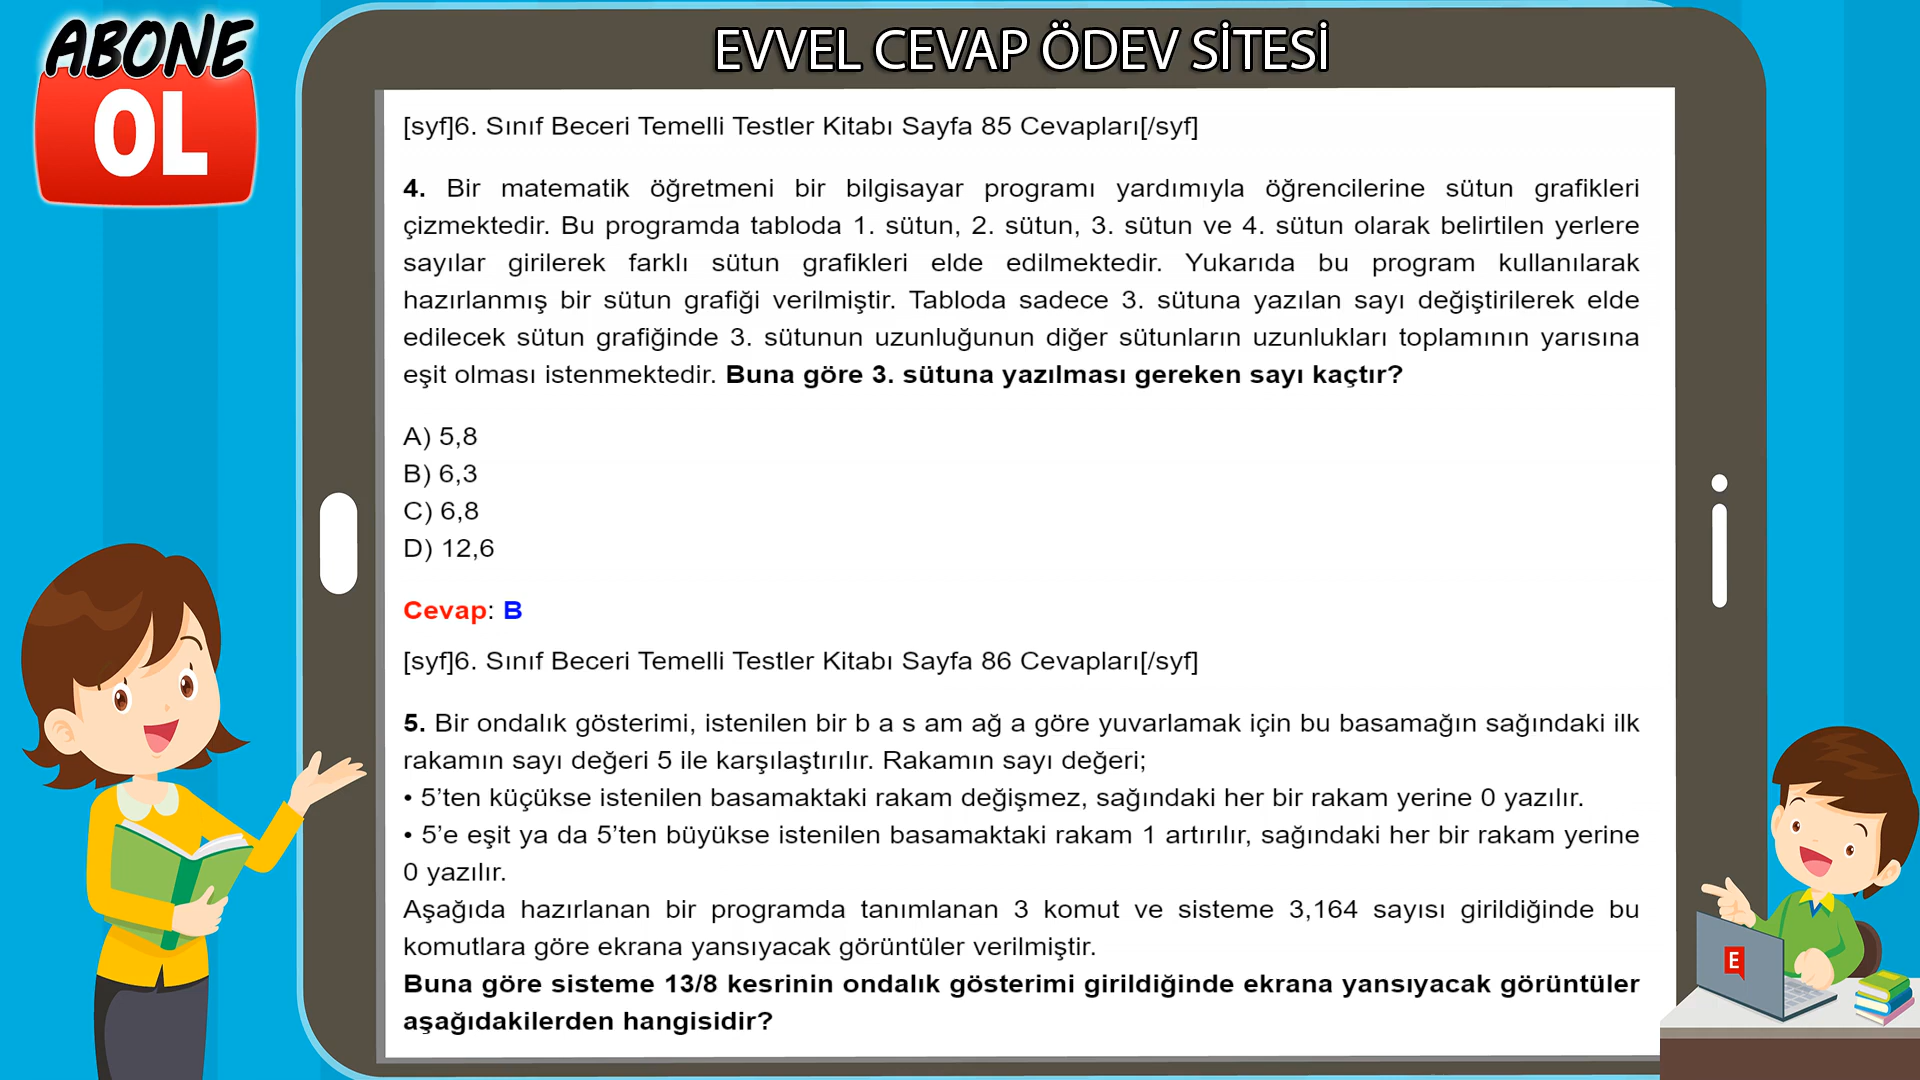 ABONE
OL
EVVEL CEVAP ÖDEV SİTESİ
[syf]6. Sınıf Beceri Temelli Testler Kitabı Sayfa 85 Cevapları[/syf]
4. Bir matematik öğretmeni bir bilgisayar programı yardımıyla öğrencilerine sütun grafikleri
çizmektedir. Bu programda tabloda 1. sütun, 2. sütun, 3. sütun ve 4. sütun olarak belirtilen yerlere
sayılar girilerek farklı sütun grafikleri elde edilmektedir. Yukarıda bu program kullanılarak
hazırlanmış bir sütun grafiği verilmiştir. Tabloda sadece 3. sütuna yazılan sayı değiştirilerek elde
edilecek sütun grafiğinde 3. sütunun uzunluğunun diğer sütunların uzunlukları toplamının yarısına
eşit olması istenmektedir. Buna göre 3. sütuna yazılması gereken sayı kaçtır?
A) 5,8
B) 6,3
C) 6,8
D) 12,6
Cevap: B
[syf]6. Sınıf Beceri Temelli Testler Kitabı Sayfa 86 Cevapları[/syf]
5. Bir ondalık gösterimi, istenilen bir b a s am ağ a göre yuvarlamak için bu basamağın sağındaki ilk
rakamın sayı değeri 5 ile karşılaştırılır. Rakamın sayı değeri;
• 5’ten küçükse istenilen basamaktaki rakam değişmez, sağındaki her bir rakam yerine 0 yazılır.
• 5’e eşit ya da 5’ten büyükse istenilen basamaktaki rakam 1 artırılır, sağındaki her bir rakam yerine
0 yazılır.
Aşağıda hazırlanan bir programda tanımlanan 3 komut ve sisteme 3,164 sayısı girildiğinde bu
komutlara göre ekrana yansıyacak görüntüler verilmiştir.
Buna göre sisteme 13/8 kesrinin ondalık gösterimi girildiğinde ekrana yansıyacak görüntüler
aşağıdakilerden hangisidir?
E